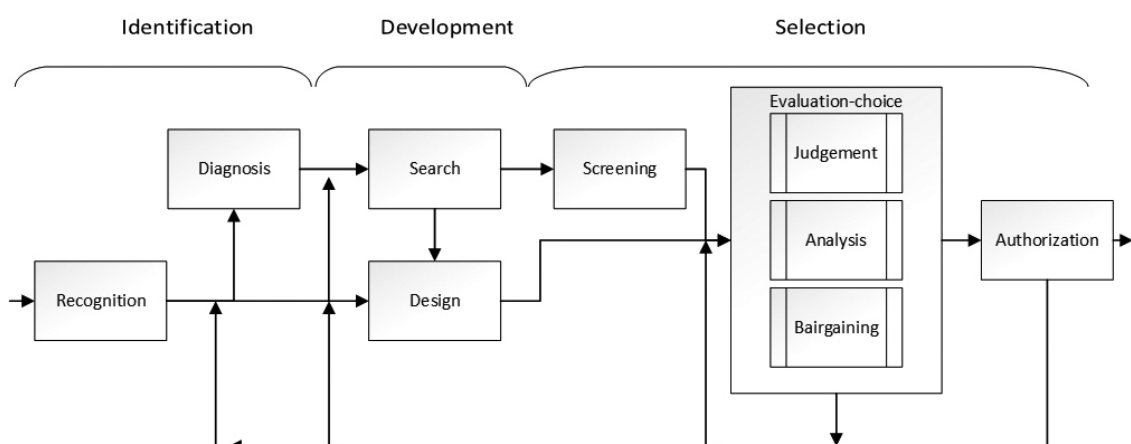 Identification
Development
Selection
Evaluation-choice
Judgement
Diagnosis
Search
Screening
Analysis
Authorization
Recognition
Design
Bairgaining